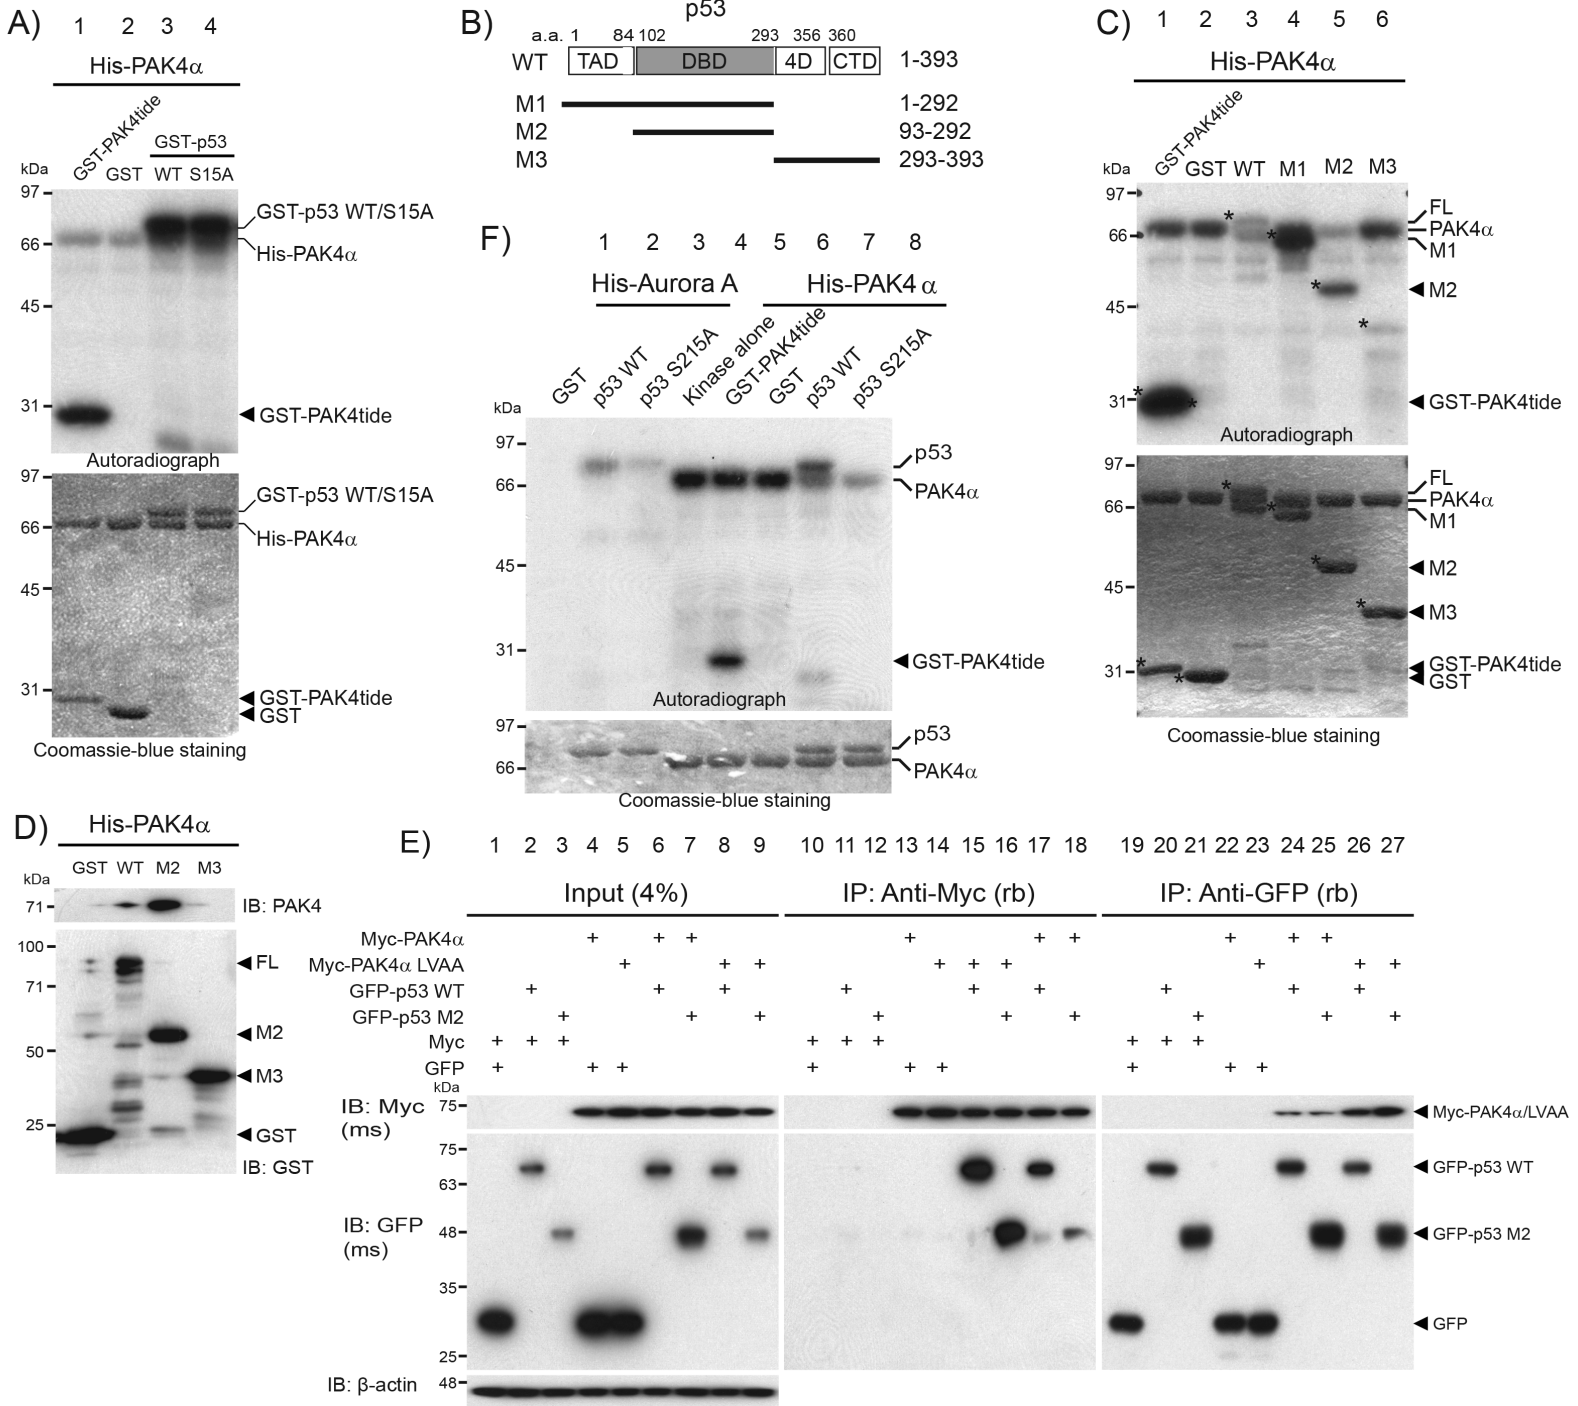 A)
1 2 3 4
His-PAK4α
GST-PAK4tide
GST
GST-p53
WT S15A
kDa
97
66
45
31
GST-p53 WT/S15A
His-PAK4α
GST-PAK4tide
Autoradiograph
97
66
45
31
GST-p53 WT/S15A
His-PAK4α
GST-PAK4tide
GST
Coomassie-blue staining
B)
p53
a.a. 1 84 102 293 356 360
WT TAD DBD 4D CTD 1-393
M1 1-292
M2 93-292
M3 293-393
C)
1 2 3 4 5 6
His-PAK4α
GST-PAK4tide
GST WT M1 M2 M3
kDa
97
66
45
31
* * * * * *
FL
PAK4α
M1
M2
GST-PAK4tide
Autoradiograph
97
66
45
31
* * * * * *
FL
PAK4α
M1
M2
M3
GST-PAK4tide
GST
Coomassie-blue staining
F)
1 2 3 4 5 6 7 8
His-Aurora A His-PAK4 α
GST
p53 WT
p53 S215A
Kinase alone
GST-PAK4tide
GST
p53 WT
p53 S215A
kDa
97
66
45
31
p53
PAK4α
GST-PAK4tide
Autoradiograph
97
66
p53
PAK4α
Coomassie-blue staining
D)
His-PAK4α
GST WT M2 M3
kDa
71
IB: PAK4
100
71
50
25
FL
M2
M3
GST
IB: GST
E)
1 2 3 4 5 6 7 8 9 10 11 12 13 14 15 16 17 18 19 20 21 22 23 24 25 26 27
Input (4%) IP: Anti-Myc (rb) IP: Anti-GFP (rb)
Myc-PAK4α + + + + + + + + +
Myc-PAK4α LVAA + + + + + + + + +
GFP-p53 WT + + + + + + + + +
GFP-p53 M2 + + + + + + + + +
Myc + + + + + + + + +
GFP + + + + + + + + +
kDa
IB: Myc
(ms)
75
Myc-PAK4α/LVAA
75
63
48
35
25
IB: GFP
(ms)
GFP-p53 WT
GFP-p53 M2
GFP
IB: β-actin
48